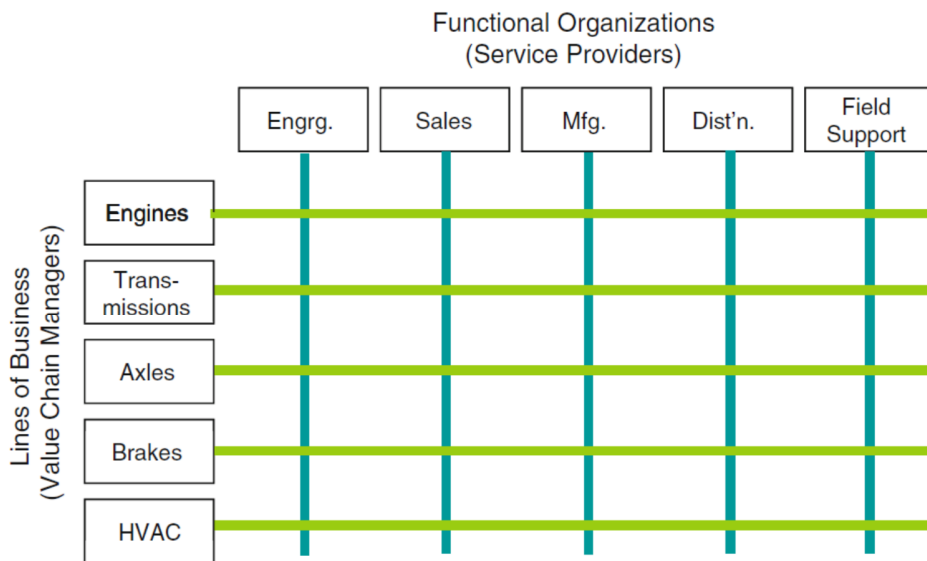 Functional Organizations
(Service Providers)
Engrg.
Sales
Mfg.
Dist'n.
Field
Support
Lines of Business
(Value Chain Managers)
Engines
Trans-
missions
Axles
Brakes
HVAC